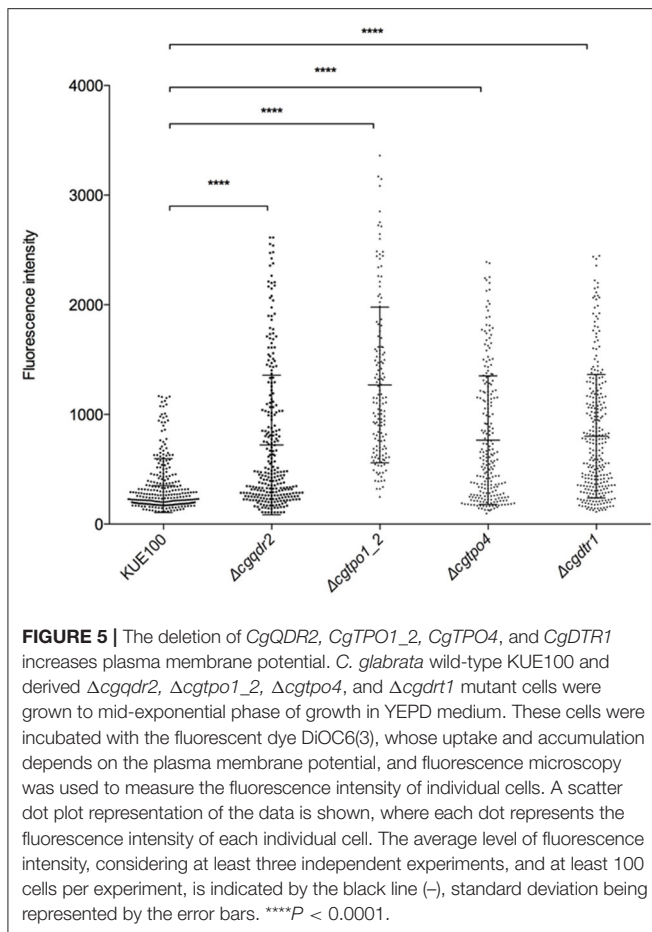 ****
****
****
****
4000
3000
2000
1000
0
Fluorescence intensity
KUE100
Δcgqdr2
Δcgtpo1_2
Δcgtpo4
Δcgdtr1
FIGURE 5 | The deletion of CgQDR2, CgTPO1_2, CgTPO4, and CgDTR1
increases plasma membrane potential. C. glabrata wild-type KUE100 and
derived Δcgqdr2, Δcgtpo1_2, Δcgtpo4, and Δcgdrt1 mutant cells were
grown to mid-exponential phase of growth in YEPD medium. These cells were
incubated with the fluorescent dye DiOC6(3), whose uptake and accumulation
depends on the plasma membrane potential, and fluorescence microscopy
was used to measure the fluorescence intensity of individual cells. A scatter
dot plot representation of the data is shown, where each dot represents the
fluorescence intensity of each individual cell. The average level of fluorescence
intensity, considering at least three independent experiments, and at least 100
cells per experiment, is indicated by the black line (–), standard deviation being
represented by the error bars. ****P < 0.0001.